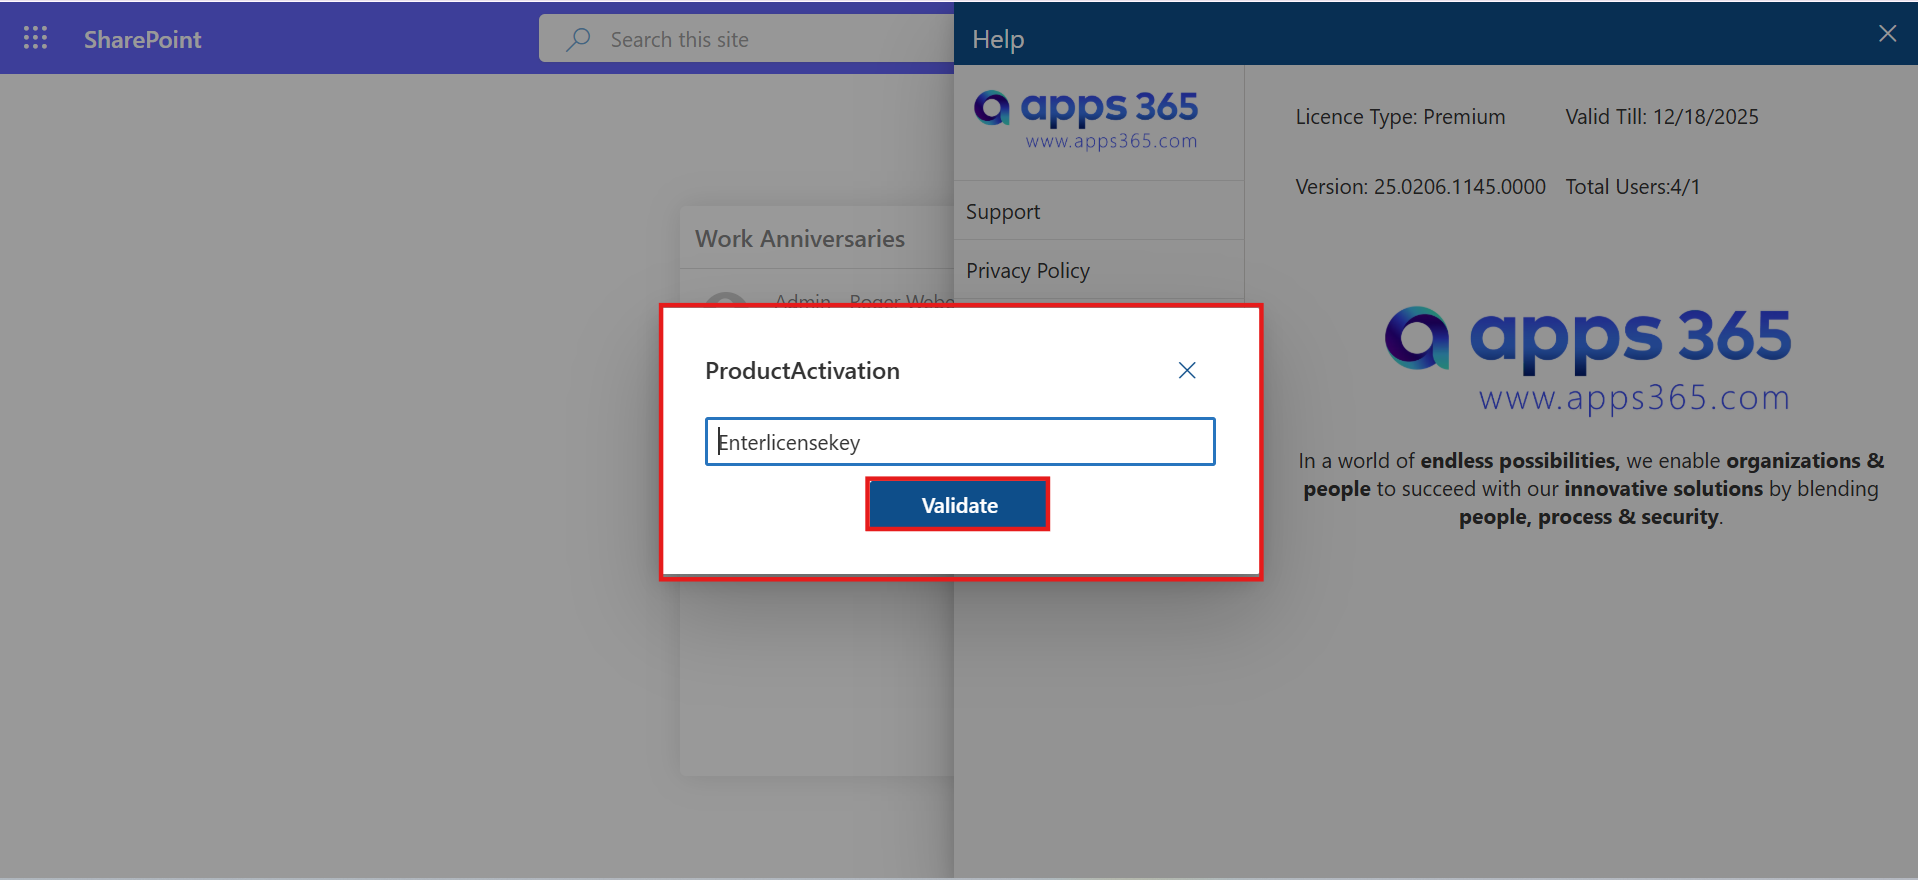 SharePoint
Search this site
Help
apps 365
www.apps365.com
Support
Privacy Policy
Licence Type: Premium
Valid Till: 12/18/2025
Version: 25.0206.1145.0000
Total Users:4/1
Work Anniversaries
Admin - Roger Webe
ProductActivation
Enterlicensekey
Validate
apps 365
www.apps365.com
In a world of endless possibilities, we enable organizations &
people to succeed with our innovative solutions by blending
people, process & security.